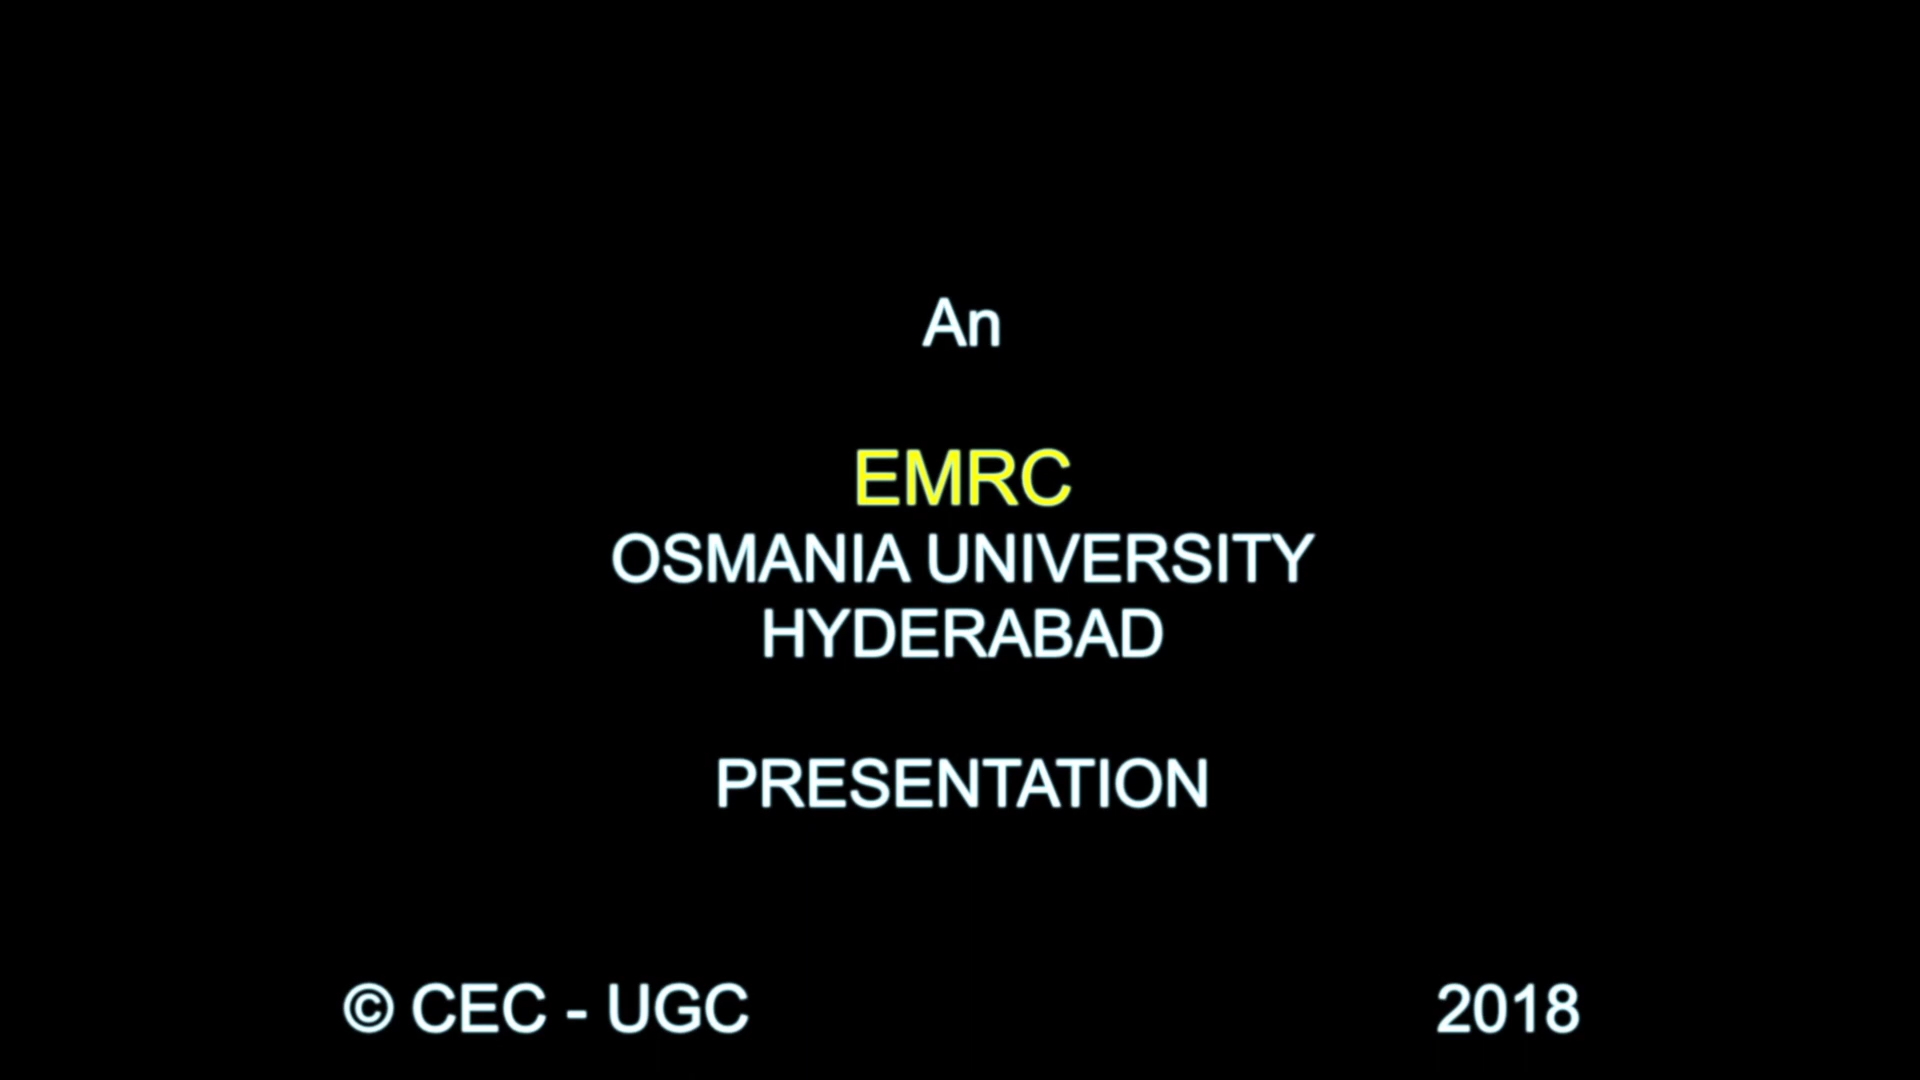 An
EMRC
OSMANIA UNIVERSITY
HYDERABAD
PRESENTATION
© CEC - UGC 2018